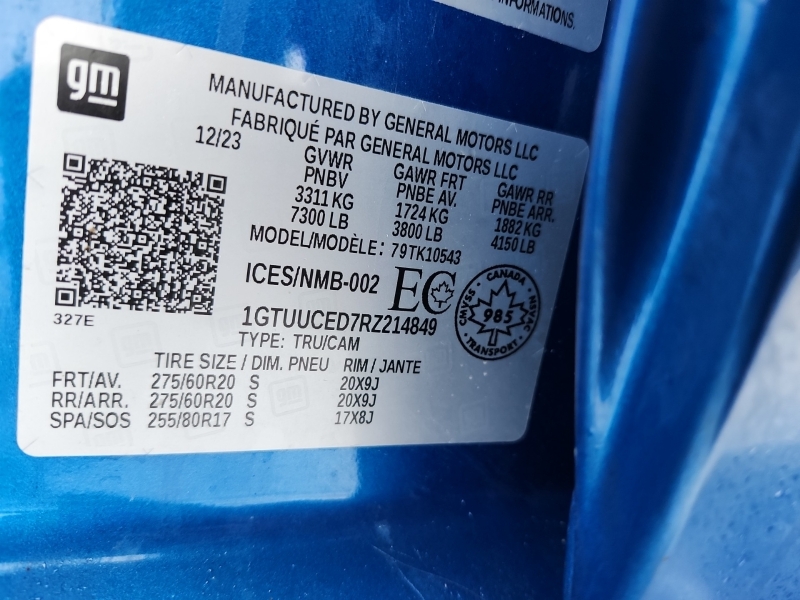 INFORMATIONS.
gm
MANUFACTURED BY GENERAL MOTORS LLC
FABRIQUÉ PAR GENERAL MOTORS LLC
12/23
GVWR GAWR FRT GAWR RR
PNBV PNBE AV. PNBE ARR.
3311 KG 1724 KG 1882 KG
7300 LB 3800 LB 4150 LB
MODEL/MODÈLE: 79TK10543
ICES/NMB-002 EC
CANADA
CMVSS NSVAC
985
TRANSPORT
327E
1GTUUCED7RZ214849
TYPE: TRU/CAM
TIRE SIZE / DIM. PNEU RIM / JANTE
FRT/AV. 275/60R20 S 20X9J
RR/ARR. 275/60R20 S 20X9J
SPA/SOS 255/80R17 S 17X8J